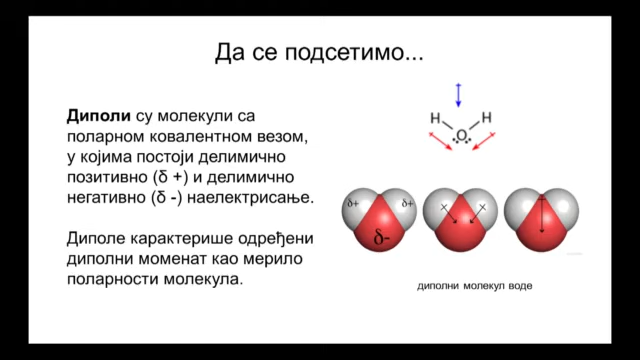 Да се подсетимо...
Диполи су молекули са
поларном ковалентном везом,
у којима постоји делимично
позитивно (δ +) и делимично
негативно (δ -) наелектрисање.
Диполе карактерише одређени
диполни моменат као мерило
поларности молекула.
H H
O
δ+ δ+
δ-
диполни молекул воде